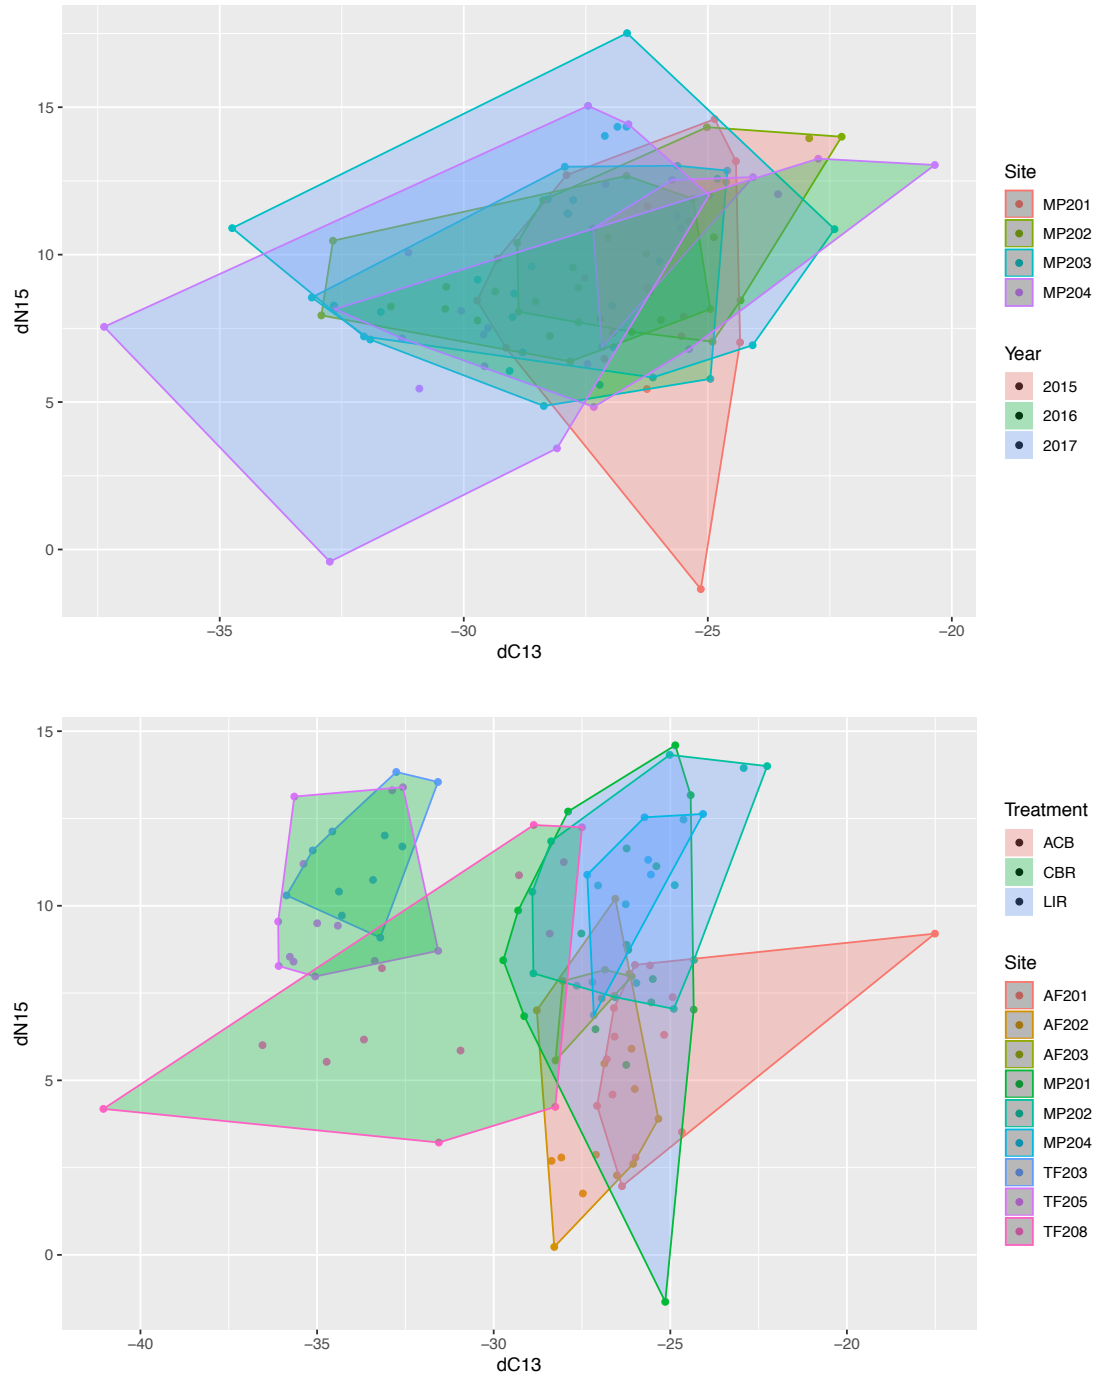 15
10
5
0
dN15
−35
−30
−25
−20
dC13
Site
MP201
MP202
MP203
MP204
Year
2015
2016
2017
15
10
5
0
dN15
−40
−35
−30
−25
−20
dC13
Treatment
ACB
CBR
LIR
Site
AF201
AF202
AF203
MP201
MP202
MP204
TF203
TF205
TF208